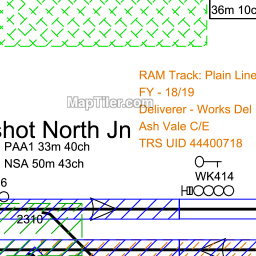 36m 10c
RAM Track: Plain Line
FY - 18/19
MapTiler.com
Deliverer - Works Del
shot North Jn
Ash Vale C/E
PAA1 33m 40ch
TRS UID 44400718
NSA 50m 43ch
WK414
6
2310